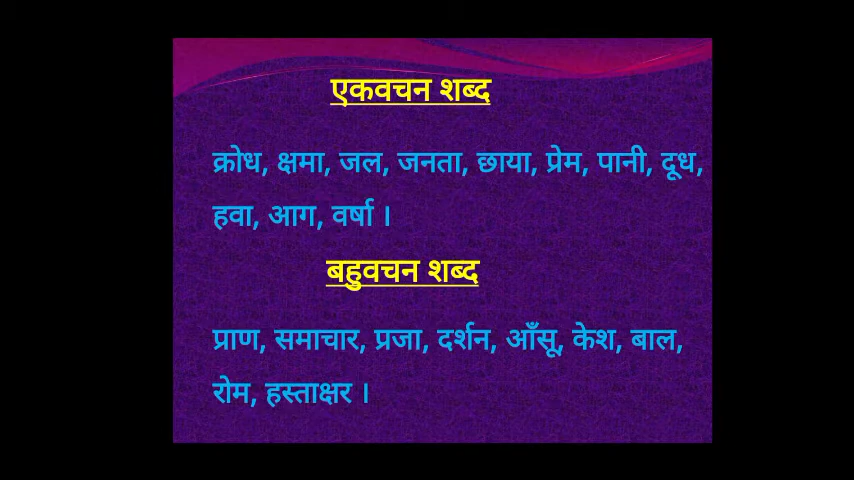 एकवचन शब्द
क्रोध, क्षमा, जल, जनता, छाया, प्रेम, पानी, दूध,
हवा, आग, वर्षा ।
बहुवचन शब्द
प्राण, समाचार, प्रजा, दर्शन, आँसू, केश, बाल,
रोम, हस्ताक्षर ।